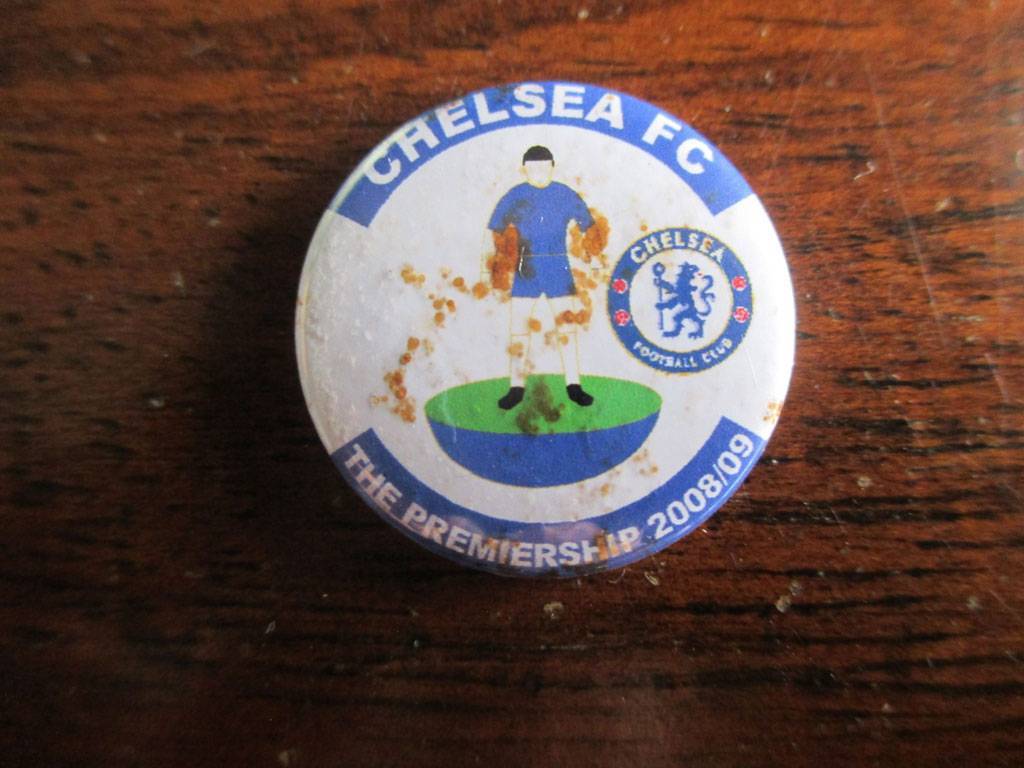 CHELSEA FC
CHELSEA
FOOTBALL CLUB
THE PREMIERSHIP 2008/09